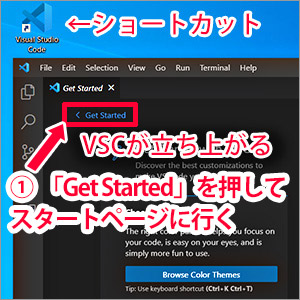 Visual Studio
Code
←ショートカット
File Edit Selection View Go Run Terminal Help
Get Started
Get Started
VSCが立ち上がる
Discover the best customizations to
①「Get Started」を押して
スタートページに行く
The right color
you focus on
your code, is easy on your eyes, and is
simply more fun to use.
Browse Color Themes
Tip: Use keyboard shortcut (Ctrl+K Ctrl+T)